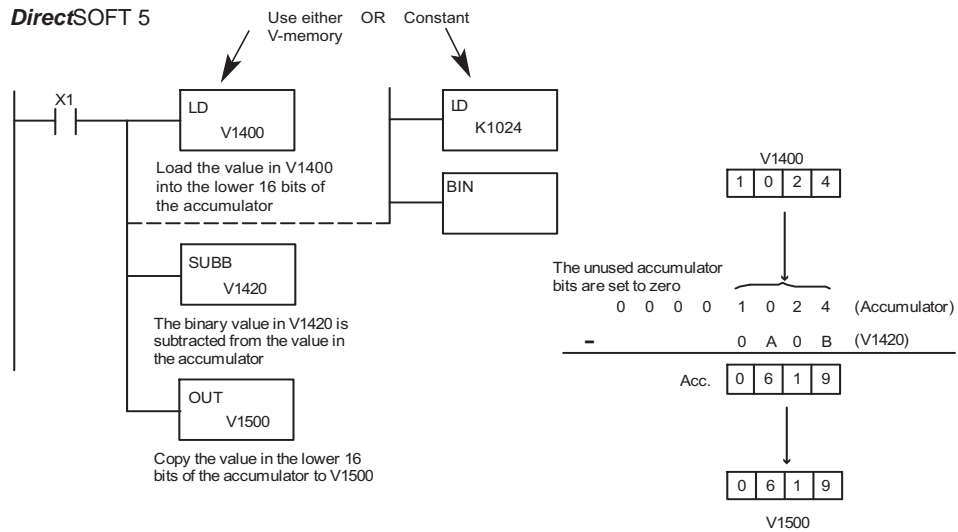 DirectSOFT 5
Use either OR Constant
V-memory
X1
LD
V1400
Load the value in V1400
into the lower 16 bits of
the accumulator
LD
K1024
BIN
SUBB
V1420
The binary value in V1420 is
subtracted from the value in
the accumulator
OUT
V1500
Copy the value in the lower 16
bits of the accumulator to V1500
V1400
1 0 2 4
The unused accumulator
bits are set to zero
0 0 0 0 1 0 2 4 (Accumulator)
- 0 A 0 B (V1420)
Acc. 0 6 1 9
0 6 1 9
V1500